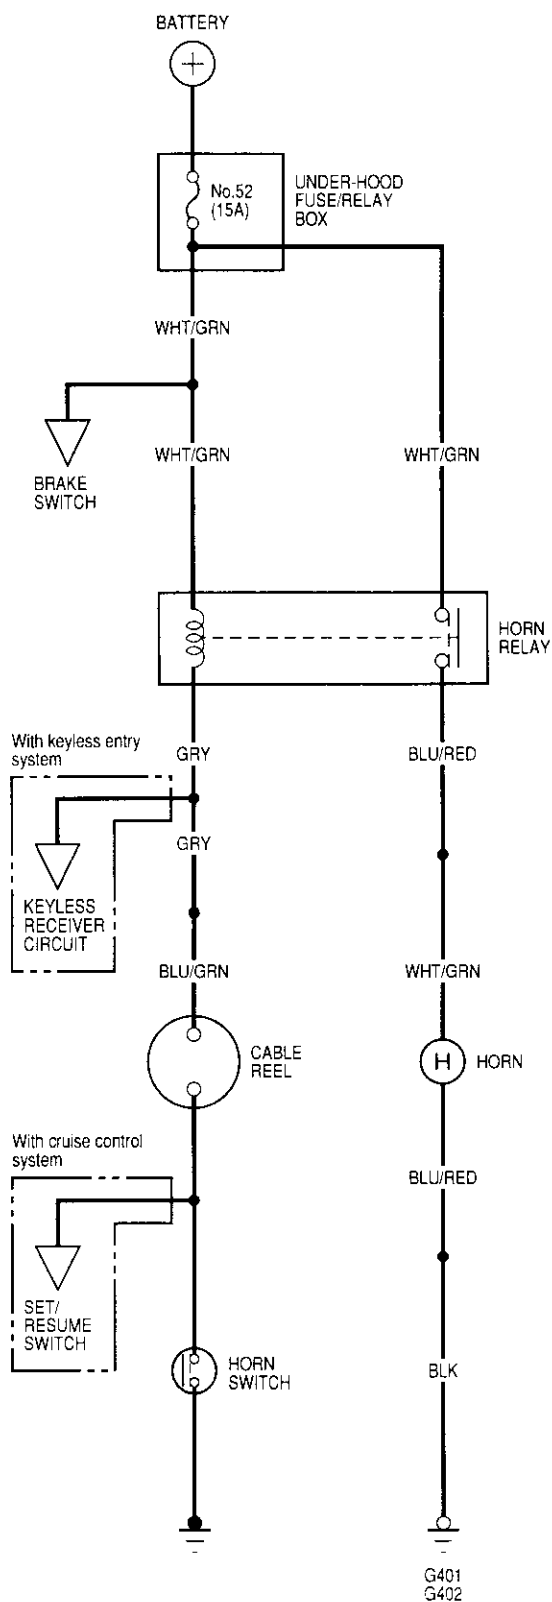 BATTERY
No.52
(15A)
UNDER-HOOD
FUSE/RELAY
BOX
WHT/GRN
BRAKE
SWITCH
WHT/GRN
WHT/GRN
HORN
RELAY
With keyless entry
system
GRY
BLU/RED
GRY
KEYLESS
RECEIVER
CIRCUIT
BLU/GRN
WHT/GRN
CABLE
REEL
H
HORN
With cruise control
system
BLU/RED
SET/
RESUME
SWITCH
HORN
SWITCH
BLK
G401
G402